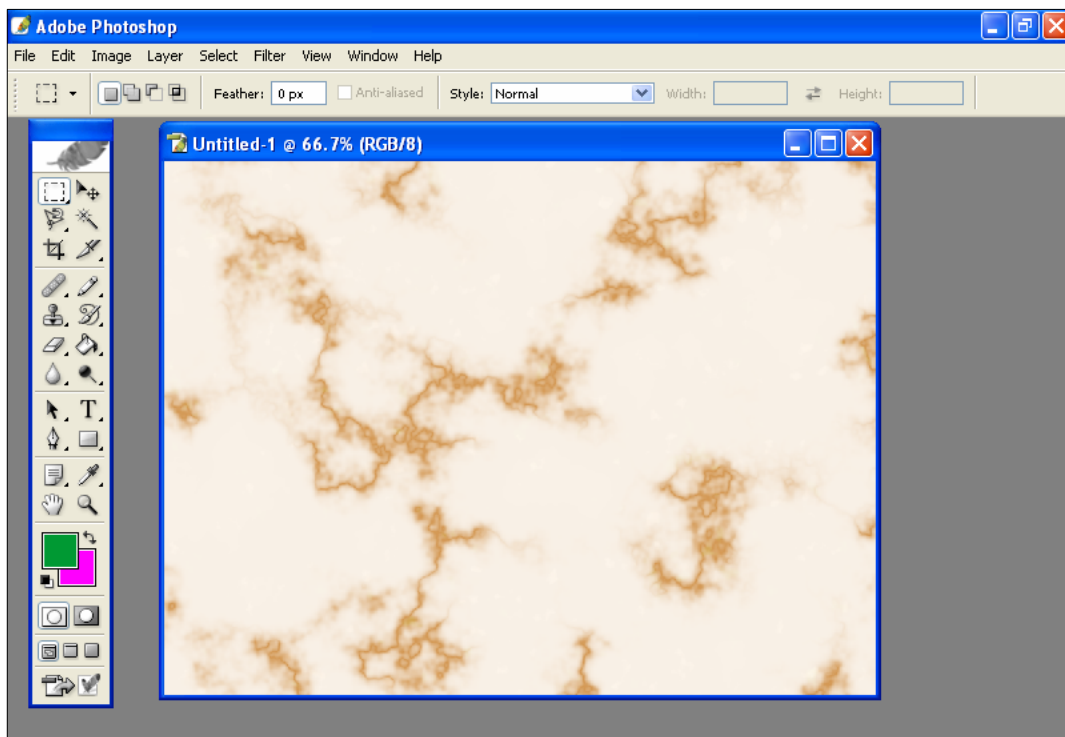 Adobe Photoshop
File Edit Image Layer Select Filter View Window Help
Feather: 0 px Anti-aliased Style: Normal Width: Height:
Untitled-1 @ 66.7% (RGB/8)
T